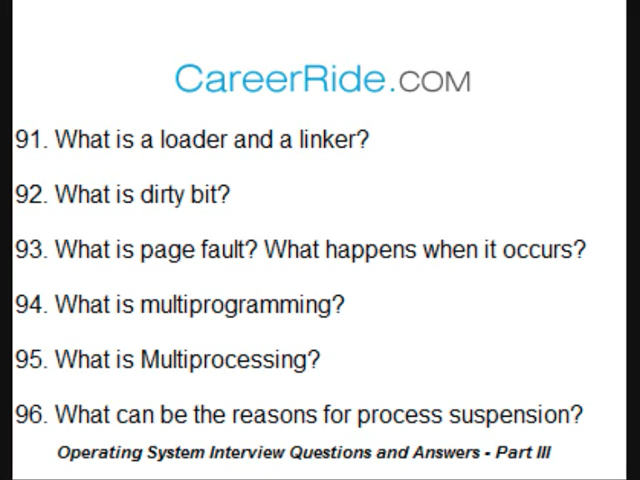 CareerRide.COM
91. What is a loader and a linker?
92. What is dirty bit?
93. What is page fault? What happens when it occurs?
94. What is multiprogramming?
95. What is Multiprocessing?
96. What can be the reasons for process suspension?
Operating System Interview Questions and Answers - Part III